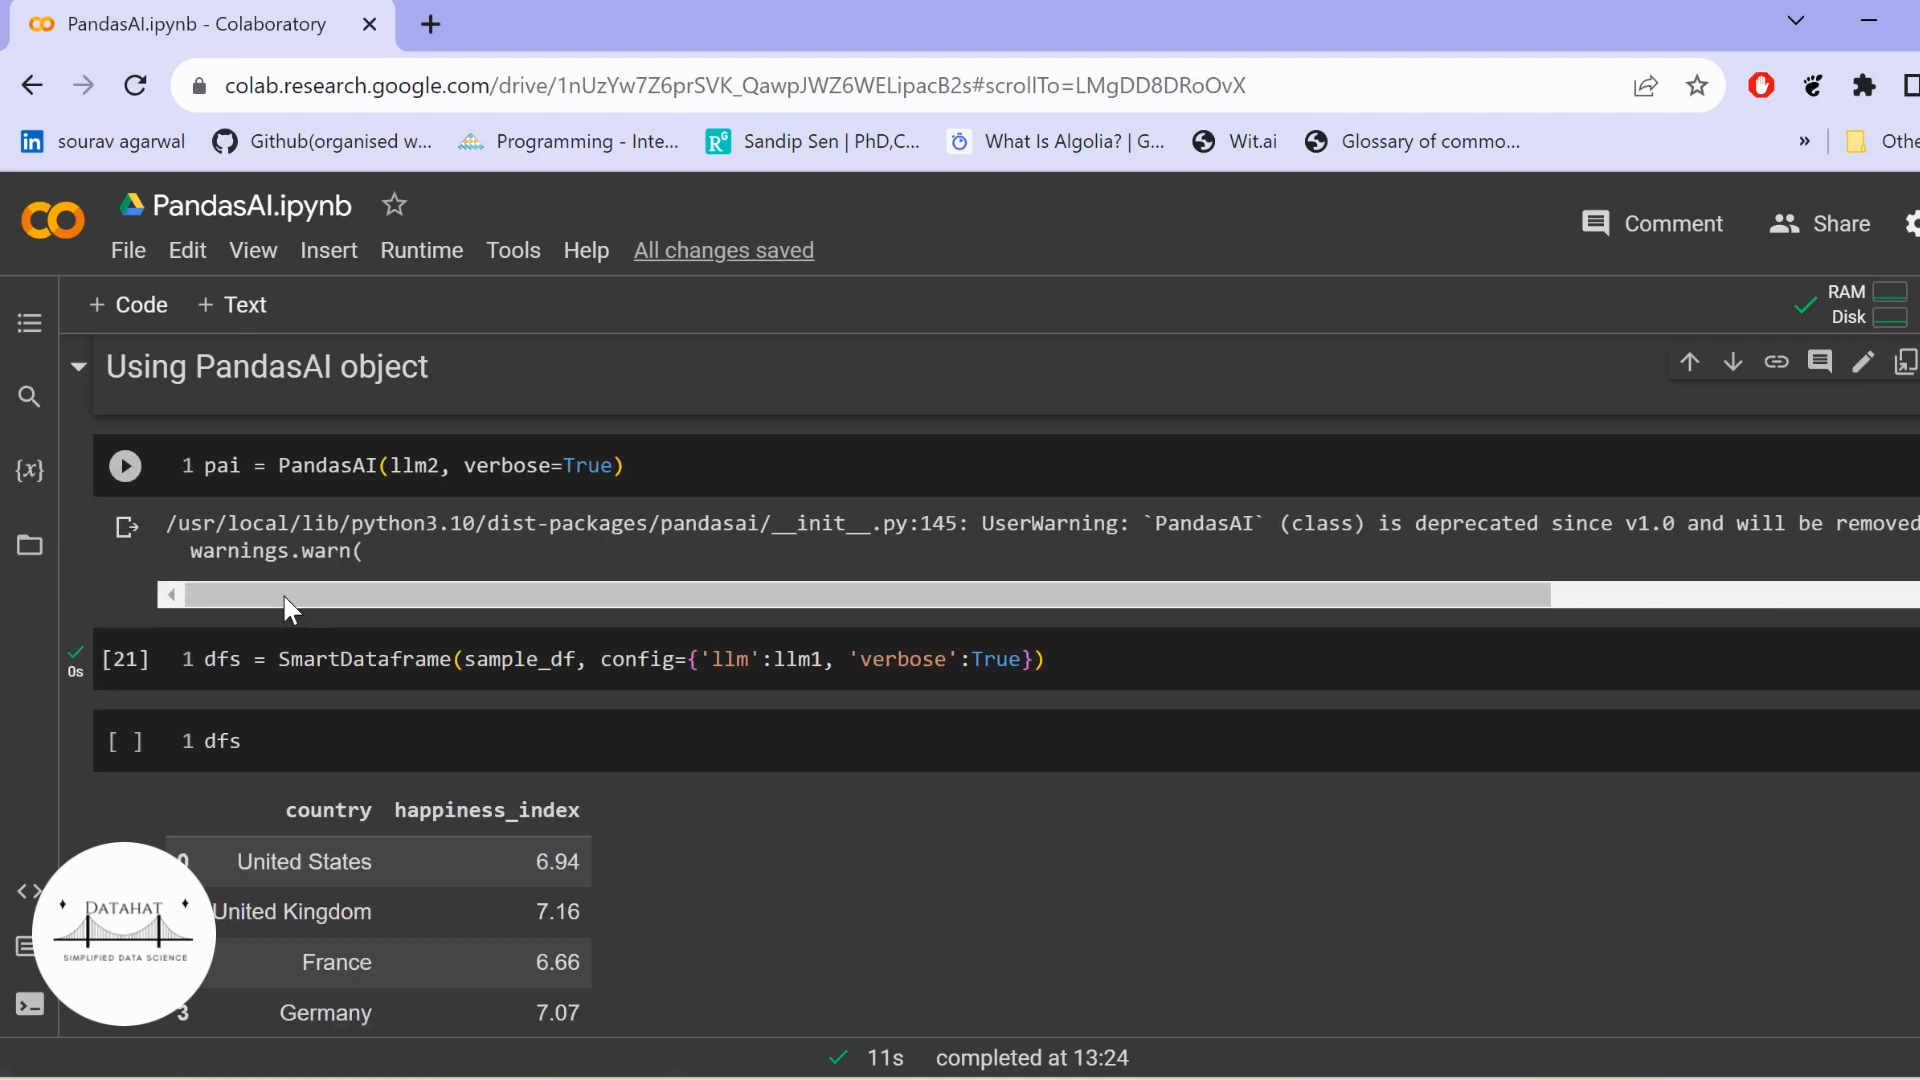 PandasAI.ipynb - Colaboratory
colab.research.google.com/drive/1nUzYw7Z6prSVK_QawpJWZ6WELipacB2s#scrollTo=LMgDD8DRoOvX
sourav agarwal Github(organised w... Programming - Inte... Sandip Sen | PhD,C... What Is Algolia? | G... Wit.ai Glossary of commo... » Othe
PandasAI.ipynb
Comment Share
File Edit View Insert Runtime Tools Help All changes saved
+ Code + Text
RAM
Disk
Using PandasAI object
1 pai = PandasAI(llm2, verbose=True)
/usr/local/lib/python3.10/dist-packages/pandasai/__init__.py:145: UserWarning: `PandasAI` (class) is deprecated since v1.0 and will be removed
warnings.warn(
0s [21] 1 dfs = SmartDataframe(sample_df, config={'llm':llm1, 'verbose':True})
[ ] 1 dfs
country happiness_index
0 United States 6.94
United Kingdom 7.16
France 6.66
3 Germany 7.07
DATAHAT
SIMPLIFIED DATA SCIENCE
11s completed at 13:24